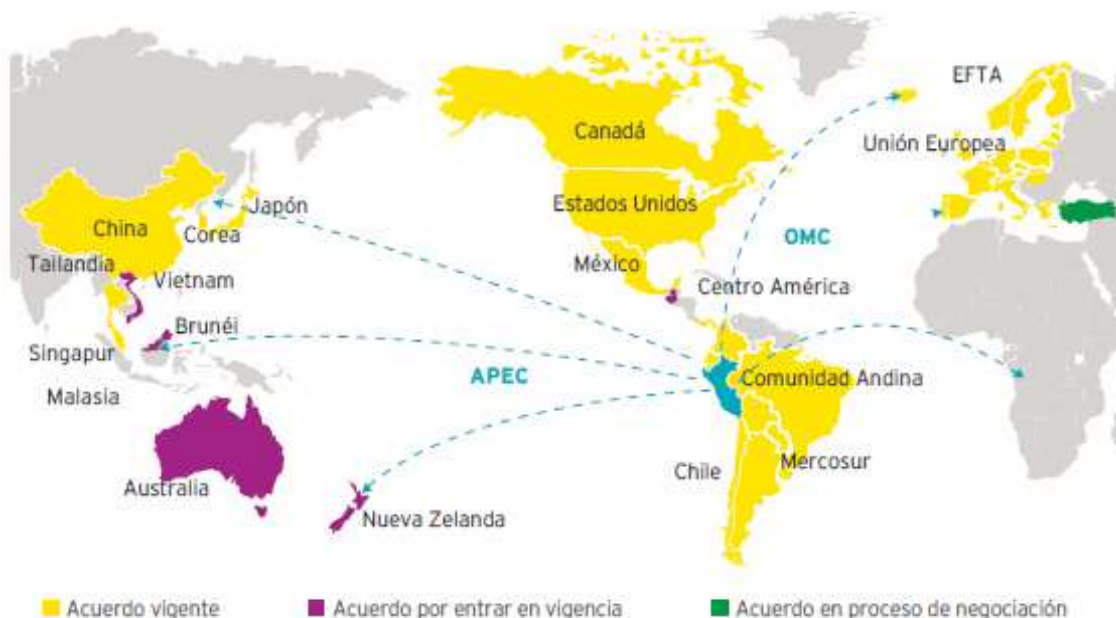 EFTA
Canadá
Unión Europea
Estados Unidos
Japón
China
Corea
OMC
México
Tailandia
Vietnam
Centro América
Brunéi
Singapur
APEC
Comunidad Andina
Malasia
Chile
Mercosur
Australia
Nueva Zelanda
Acuerdo vigente
Acuerdo por entrar en vigencia
Acuerdo en proceso de negociación